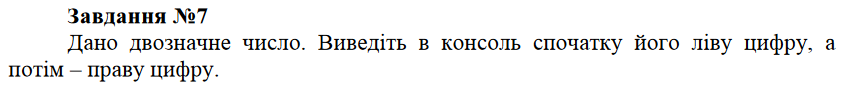 Завдання №7
Дано двозначне число. Виведіть в консоль спочатку його ліву цифру, а
потім – праву цифру.